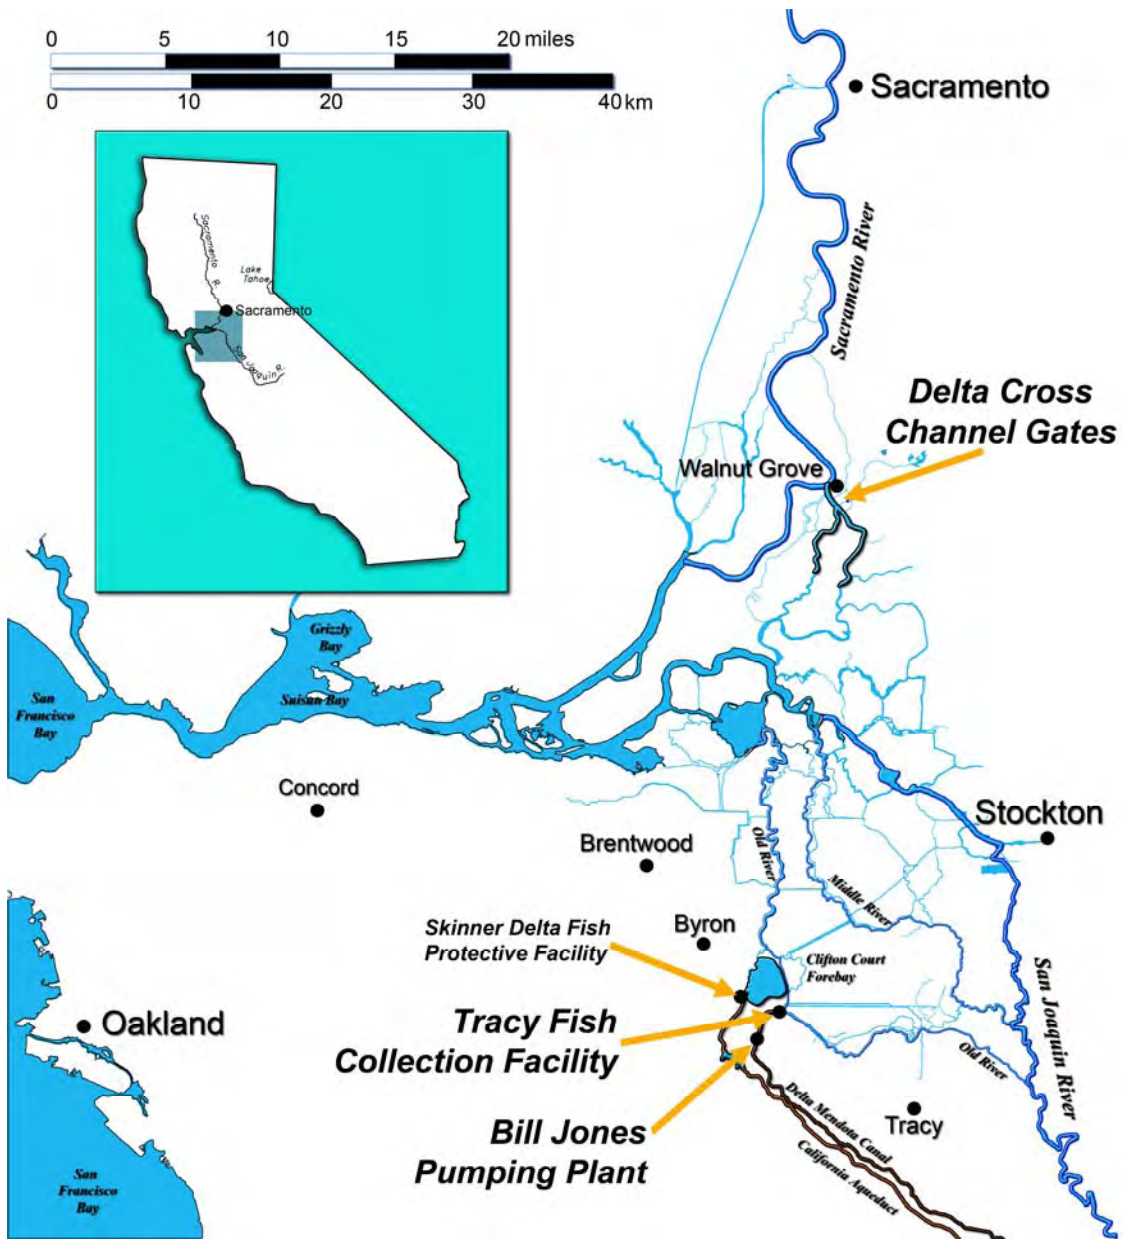 0 5 10 15 20 miles
0 10 20 30 40 km
Sacramento
Sacramento R.
Lake
Tahoe
Sacramento
San Joaquin R.
Sacramento River
Delta Cross
Channel Gates
Walnut Grove
Grizzly
Bay
San
Francisco
Bay
Suisun Bay
Concord
Stockton
Brentwood
Old River
Middle River
Byron
Skinner Delta Fish
Protective Facility
Clifton Court
Forebay
San Joaquin River
Oakland
Tracy Fish
Collection Facility
Old River
Bill Jones
Pumping Plant
Delta Mendota Canal
California Aqueduct
Tracy
San
Francisco
Bay